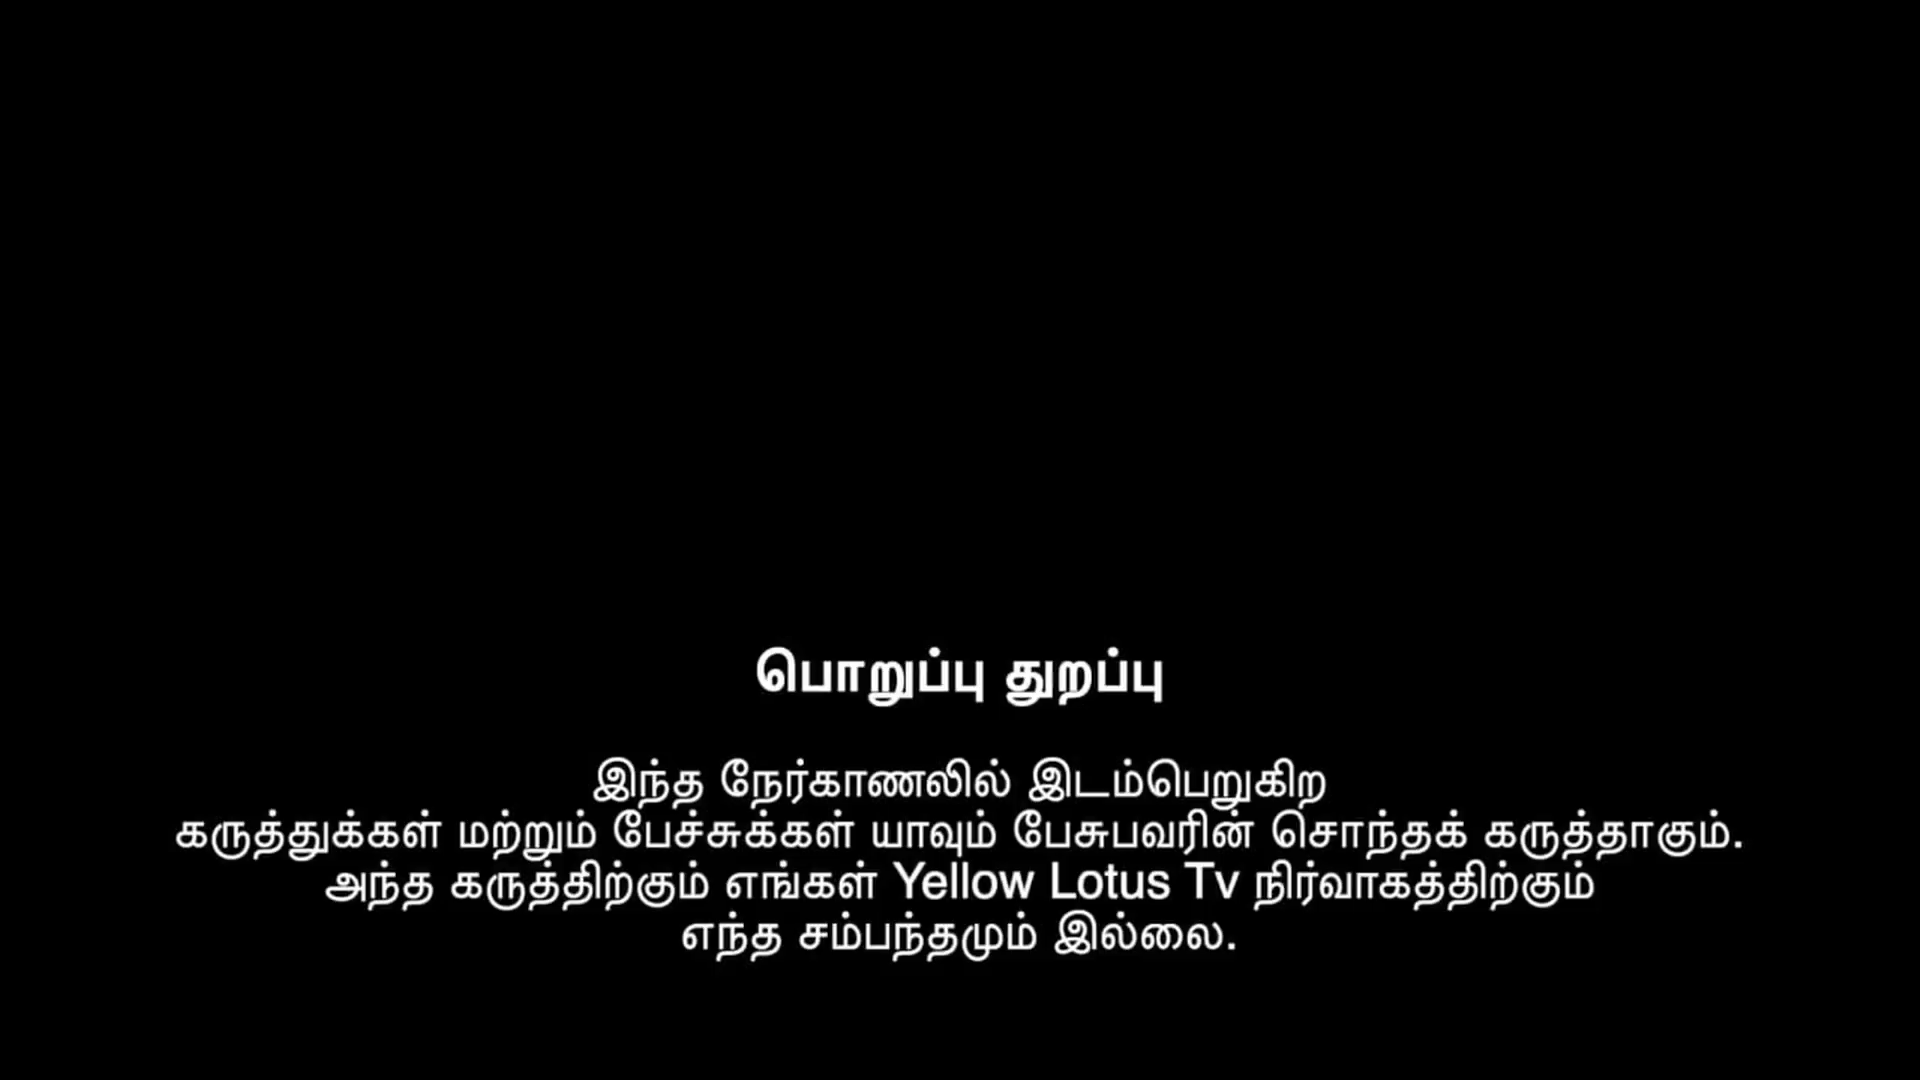 பொறுப்பு துறப்பு
இந்த நேர்காணலில் இடம்பெறுகிற
கருத்துக்கள் மற்றும் பேச்சுக்கள் யாவும் பேசுபவரின் சொந்தக் கருத்தாகும்.
அந்த கருத்திற்கும் எங்கள் Yellow Lotus Tv நிர்வாகத்திற்கும்
எந்த சம்பந்தமும் இல்லை.